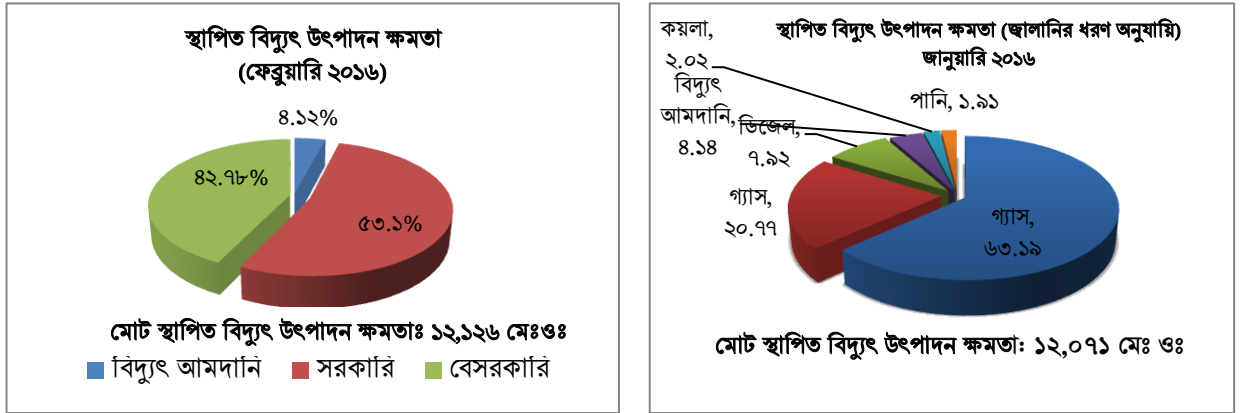 স্থাপিত বিদ্যুৎ উৎপাদন ক্ষমতা
(ফেব্রুয়ারি ২০১৬)
৪.১২%
৪২.৭৮%
৫৩.১%
মোট স্থাপিত বিদ্যুৎ উৎপাদন ক্ষমতাঃ ১২,১২৬ মেঃওঃ
বিদ্যুৎ আমদানি সরকারি বেসরকারি
স্থাপিত বিদ্যুৎ উৎপাদন ক্ষমতা (জ্বালানির ধরণ অনুযায়ি)
জানুয়ারি ২০১৬
কয়লা,
২.০২
বিদ্যুৎ
আমদানি,
৪.১৪
ডিজেল,
৭.৯২
পানি, ১.৯১
গ্যাস,
২০.৭৭
গ্যাস,
৬৩.১৯
মোট স্থাপিত বিদ্যুৎ উৎপাদন ক্ষমতা: ১২,০৭১ মেঃ ওঃ